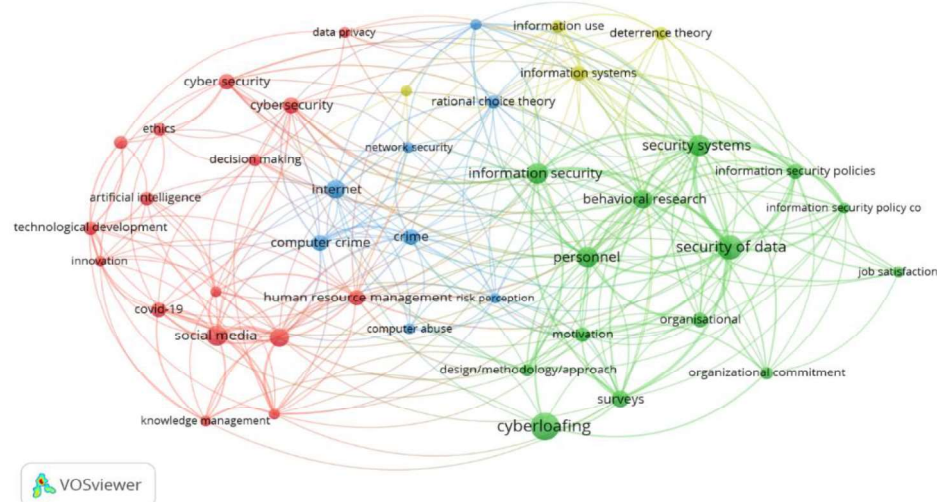 information use
data privacy
deterrence theory
information systems
cyber security
cybersecurity
rational choice theory
ethics
network security
security systems
decision making
information security
information security policies
internet
behavioral research
artificial intelligence
information security policy co
technological development
crime
computer crime
security of data
personnel
innovation
job satisfaction
human resource management
risk perception
covid-19
organisational
computer abuse
social media
motivation
design/methodology/approach
organizational commitment
surveys
knowledge management
cyberloafing
VOSviewer